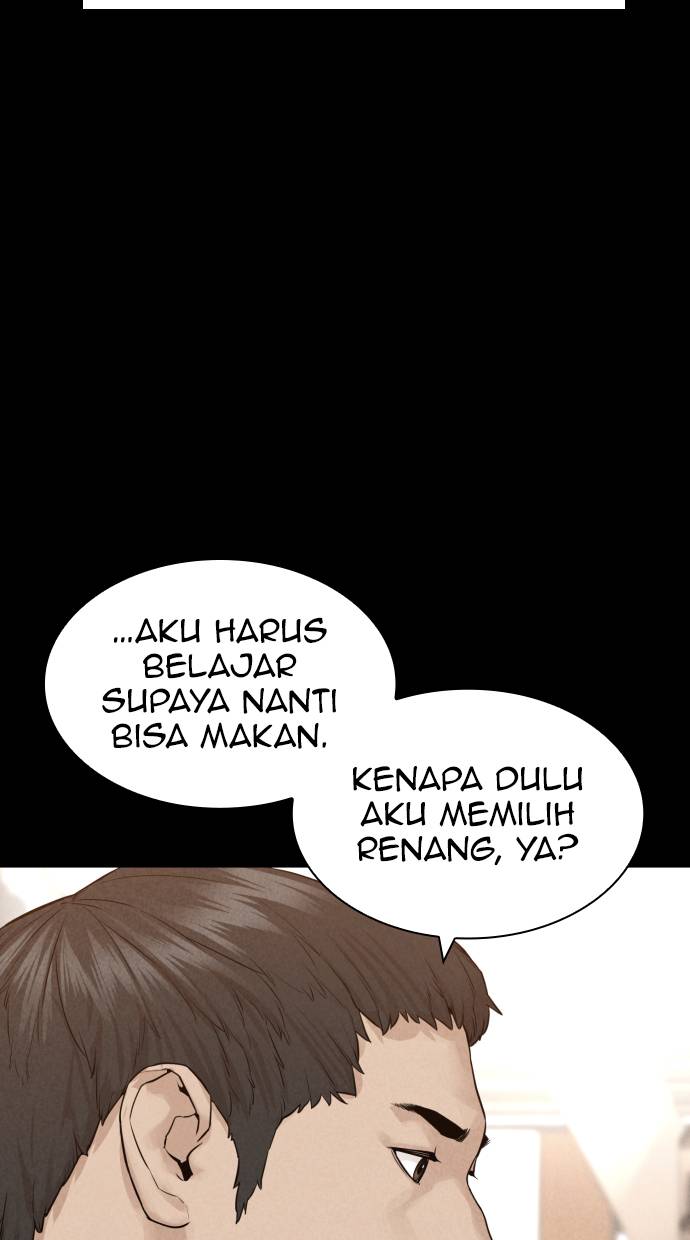 ...AKU HARUS
BELAJAR
SUPAYA NANTI
BISA MAKAN.
KENAPA DULU
AKU MEMILIH
RENANG, YA?